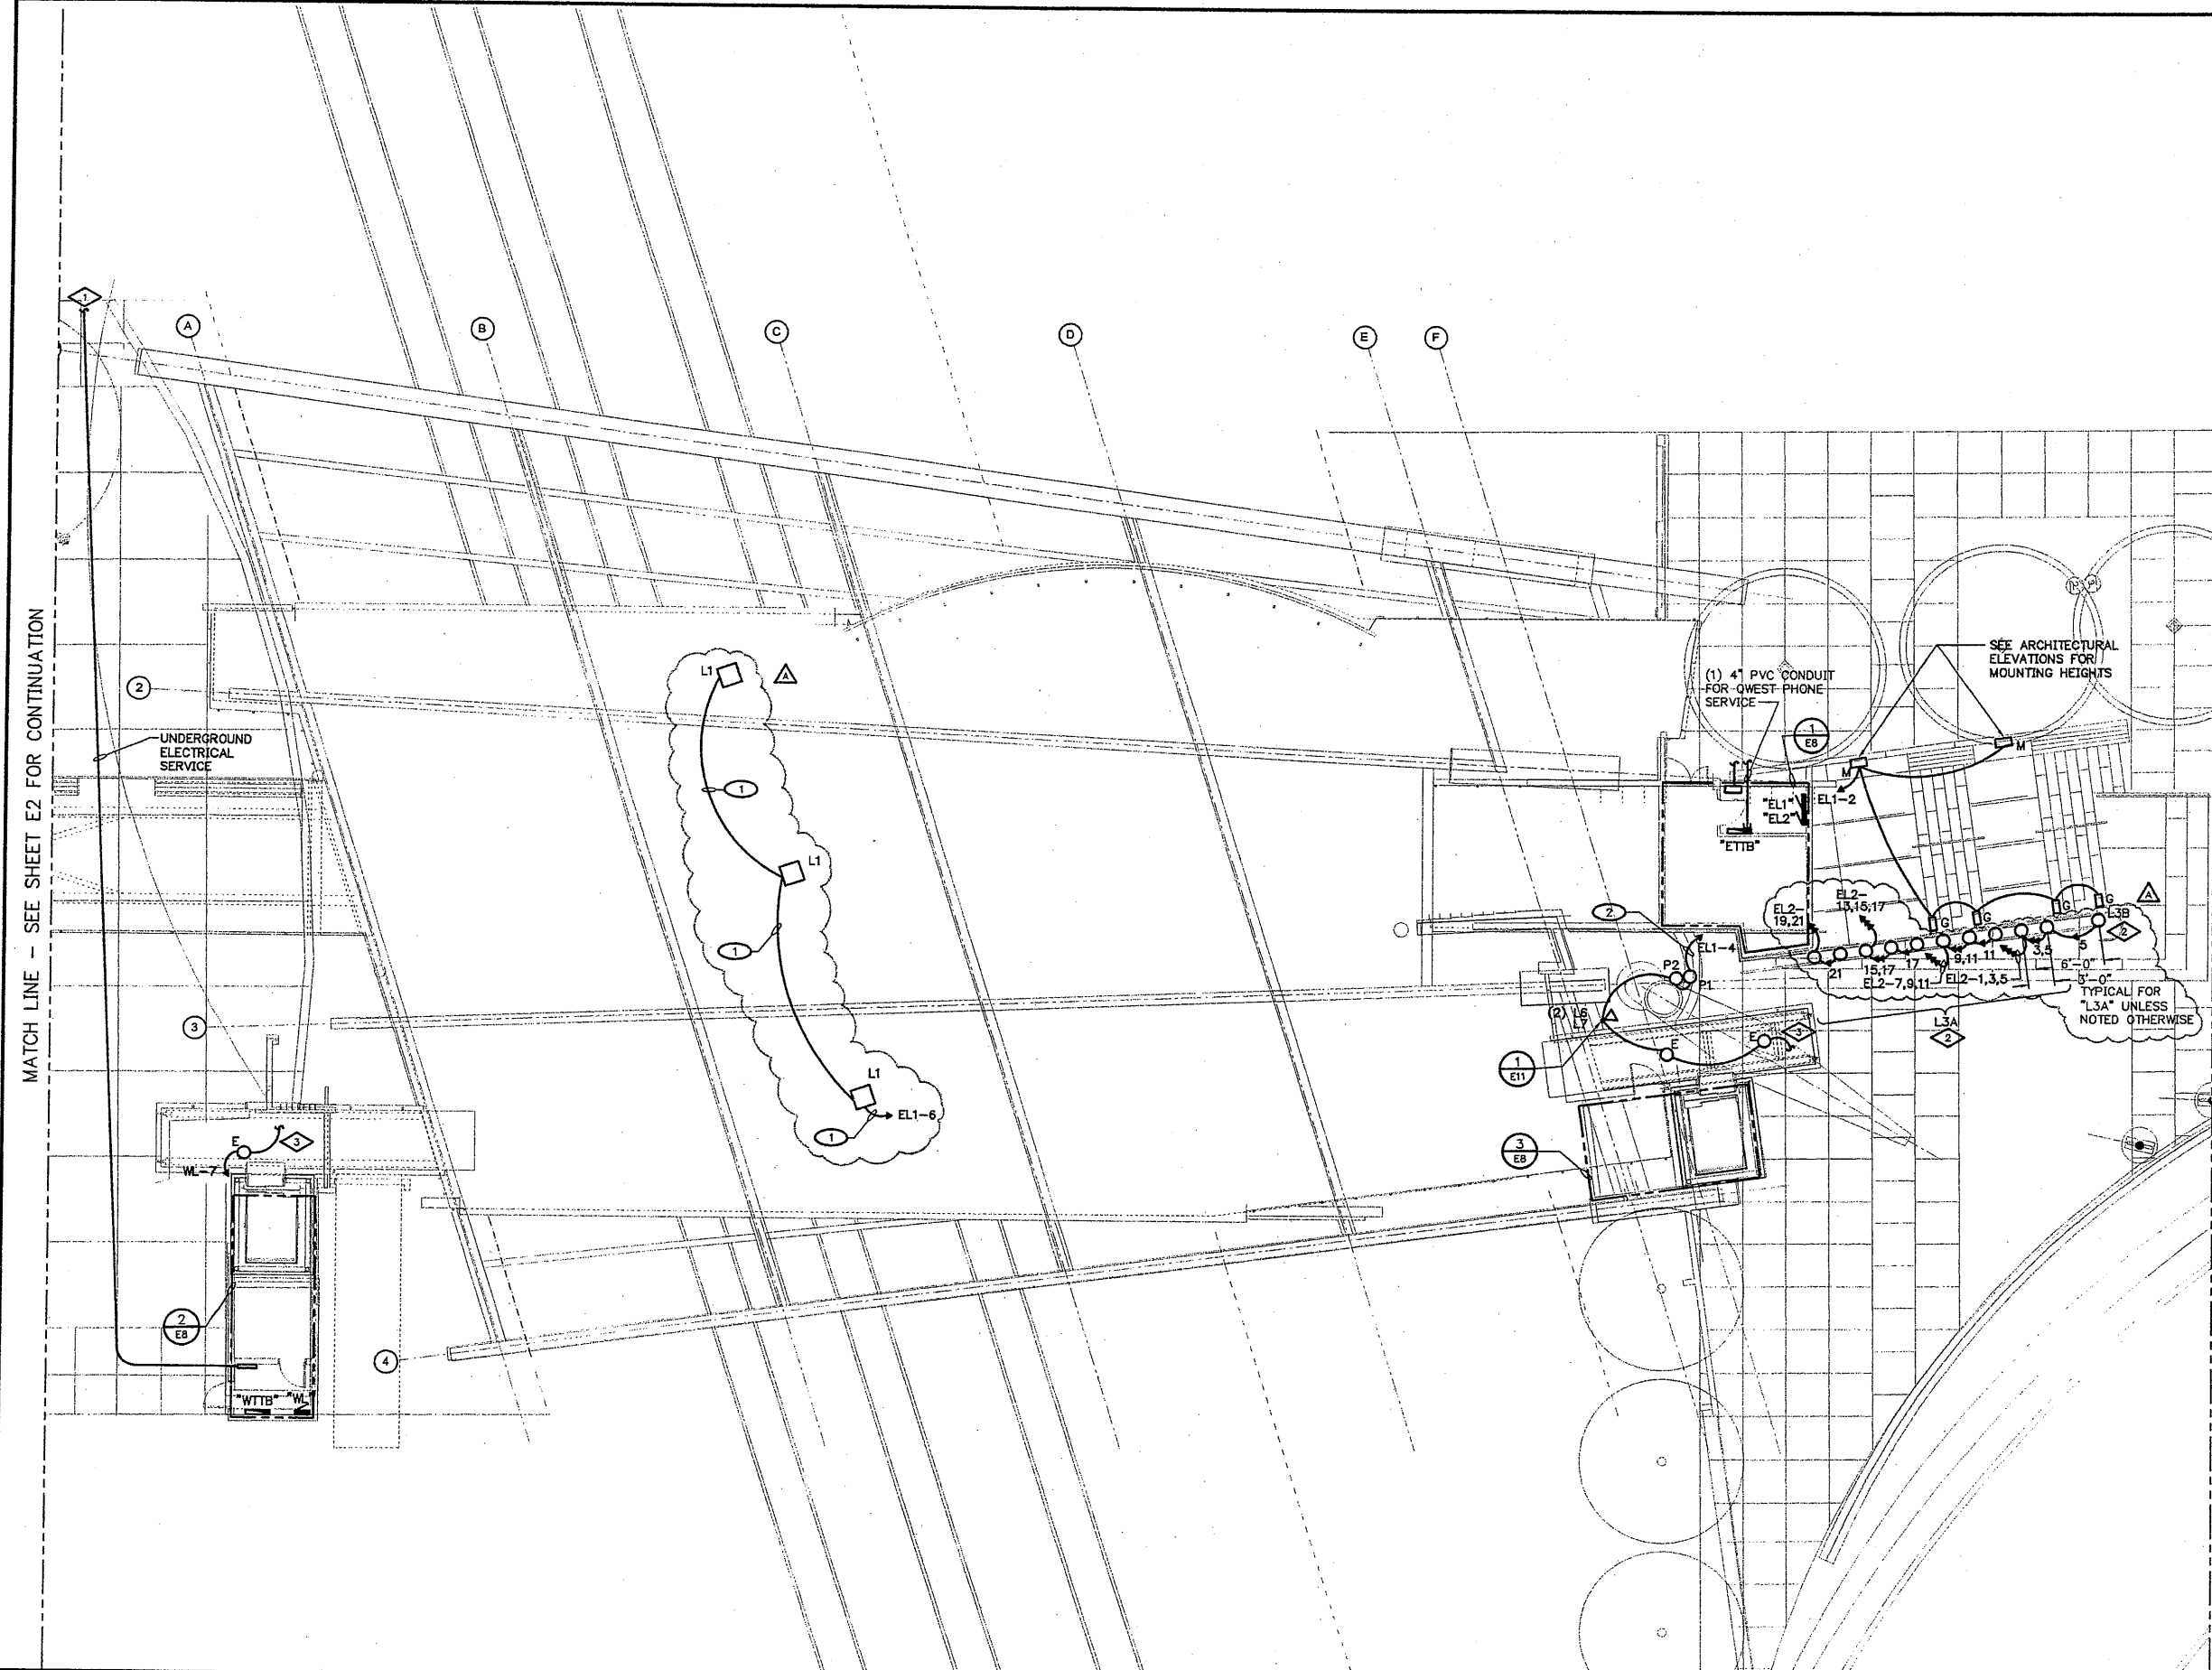 MATCH LINE – SEE SHEET E2 FOR CONTINUATION
1
A
B
C
D
E
F
2
3
4
UNDERGROUND
ELECTRICAL
SERVICE
L1
A
1
L1
1
L1
EL1-6
1
E
3
WL-7
2
E8
"WTTB"
"WL"
(1) 4" PVC CONDUIT
FOR QWEST PHONE
SERVICE
1
E8
SEE ARCHITECTURAL
ELEVATIONS FOR
MOUNTING HEIGHTS
M
M
EL1-2
"EL1"
"EL2"
"ETTB"
EL2-
19,21
EL2-
13,15,17
G
G
G
G
A
L3B
2
2
EL1-4
P2
P1
21
15,17
17
9,11
11
3,5
5
EL2-7,9,11
EL2-1,3,5
6'-0"
3'-0"
TYPICAL FOR
"L3A" UNLESS
NOTED OTHERWISE
L3A
2
(2) L6
L7
E
E
3
1
E11
3
E8